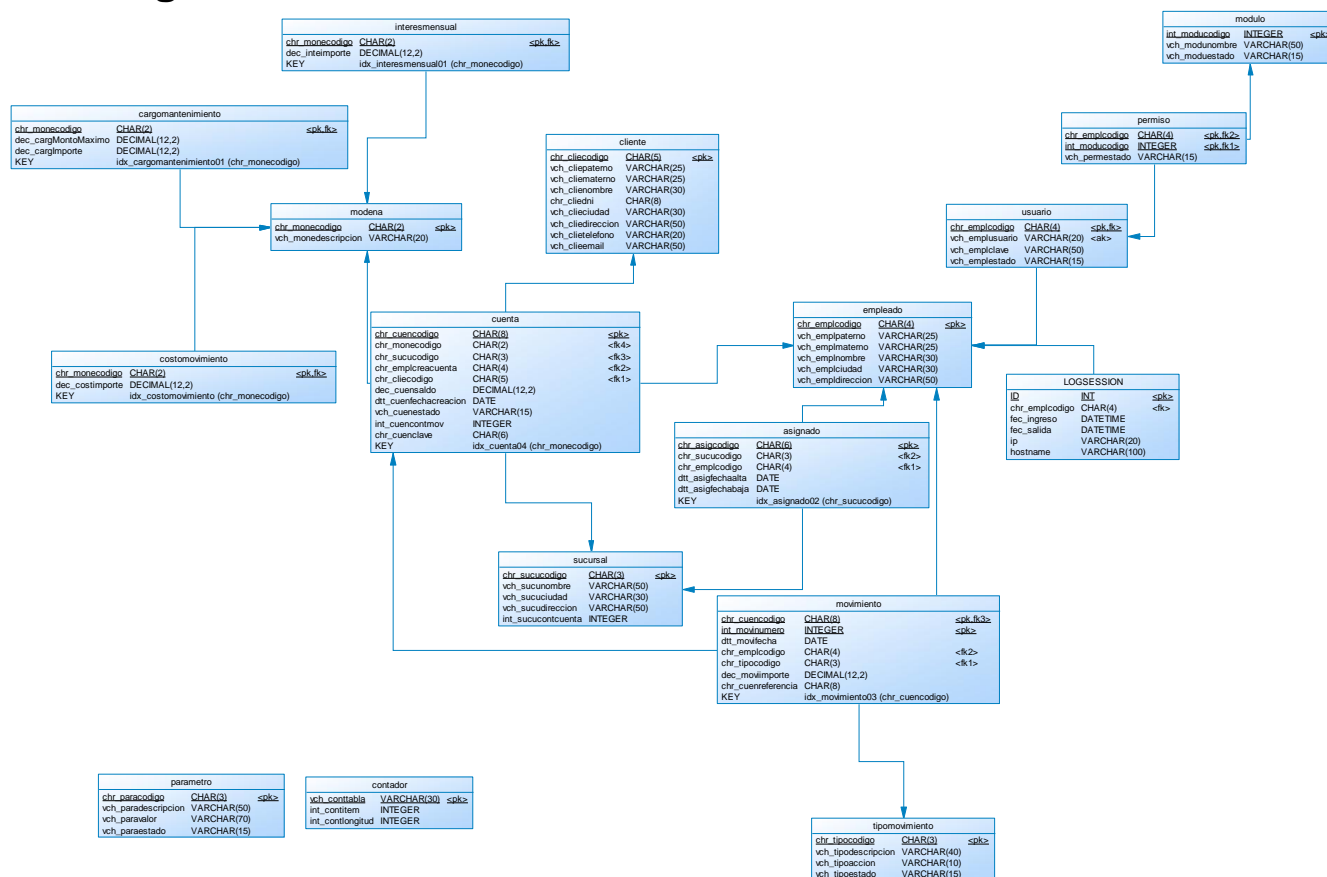 interesmensual
chr_monecodigo CHAR(2) <pk,fk>
dec_inteimporte DECIMAL(12,2)
KEY idx_interesmensual01 (chr_monecodigo)
modulo
int_moducodigo INTEGER <pk>
vch_modunombre VARCHAR(50)
vch_moduestado VARCHAR(15)
cargomantenimiento
chr_monecodigo CHAR(2) <pk,fk>
dec_cargMontoMaximo DECIMAL(12,2)
dec_cargImporte DECIMAL(12,2)
KEY idx_cargomantenimiento01 (chr_monecodigo)
permiso
chr_emplcodigo CHAR(4) <pk,fk2>
int_moducodigo INTEGER <pk,fk1>
vch_permestado VARCHAR(15)
cliente
chr_cliecodigo CHAR(5) <pk>
vch_cliepaterno VARCHAR(25)
vch_cliematerno VARCHAR(25)
vch_clienombre VARCHAR(30)
chr_cliedni CHAR(8)
vch_clieciudad VARCHAR(30)
vch_cliedireccion VARCHAR(50)
vch_clietelefono VARCHAR(20)
vch_clieemail VARCHAR(50)
modena
chr_monecodigo CHAR(2) <pk>
vch_monedescripcion VARCHAR(20)
usuario
chr_emplcodigo CHAR(4) <pk,fk>
vch_emplusuario VARCHAR(20) <ak>
vch_emplclave VARCHAR(50)
vch_emplestado VARCHAR(15)
cuenta
chr_cuencodigo CHAR(8) <pk>
chr_monecodigo CHAR(2) <fk4>
chr_sucucodigo CHAR(3) <fk3>
chr_emplcreacuenta CHAR(4) <fk2>
chr_cliecodigo CHAR(5) <fk1>
dec_cuensaldo DECIMAL(12,2)
dtt_cuenfechacreacion DATE
vch_cuenestado VARCHAR(15)
int_cuencontmov INTEGER
chr_cuenclave CHAR(6)
KEY idx_cuenta04 (chr_monecodigo)
empleado
chr_emplcodigo CHAR(4) <pk>
vch_emplpaterno VARCHAR(25)
vch_emplmaterno VARCHAR(25)
vch_emplnombre VARCHAR(30)
vch_emplciudad VARCHAR(30)
vch_empldireccion VARCHAR(50)
costomovimiento
chr_monecodigo CHAR(2) <pk,fk>
dec_costimporte DECIMAL(12,2)
KEY idx_costomovimiento (chr_monecodigo)
LOGSESSION
ID INT <pk>
chr_emplcodigo CHAR(4) <fk>
fec_ingreso DATETIME
fec_salida DATETIME
ip VARCHAR(20)
hostname VARCHAR(100)
asignado
chr_asigcodigo CHAR(6) <pk>
chr_sucucodigo CHAR(3) <fk2>
chr_emplcodigo CHAR(4) <fk1>
dtt_asigfechaalta DATE
dtt_asigfechabaja DATE
KEY idx_asignado02 (chr_sucucodigo)
sucursal
chr_sucucodigo CHAR(3) <pk>
vch_sucunombre VARCHAR(50)
vch_sucuciudad VARCHAR(30)
vch_sucudireccion VARCHAR(50)
int_sucucontcuenta INTEGER
movimiento
chr_cuencodigo CHAR(8) <pk,fk3>
int_movinumero INTEGER <pk>
dtt_movifecha DATE
chr_emplcodigo CHAR(4) <fk2>
chr_tipocodigo CHAR(3) <fk1>
dec_moviimporte DECIMAL(12,2)
chr_cuenreferencia CHAR(8)
KEY idx_movimiento03 (chr_cuencodigo)
parametro
chr_paracodigo CHAR(3) <pk>
vch_paradescripcion VARCHAR(50)
vch_paravalor VARCHAR(70)
vch_paraestado VARCHAR(15)
contador
vch_conttabla VARCHAR(30) <pk>
int_contitem INTEGER
int_contlongitud INTEGER
tipomovimiento
chr_tipocodigo CHAR(3) <pk>
vch_tipodescripcion VARCHAR(40)
vch_tipoaccion VARCHAR(10)
vch_tipoestado VARCHAR(15)